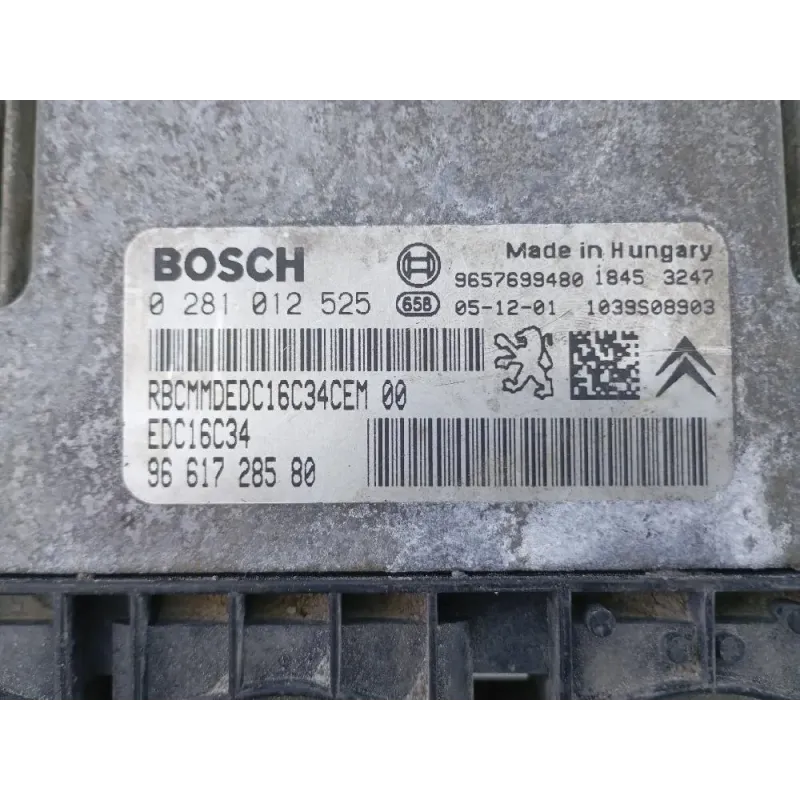 BOSCH
Made in Hungary
9657699480 1845 3247
0 281 012 525
658
05-12-01 1039S08903
RBCMMDEDC16C34CEM 00
EDC16C34
96 617 285 80